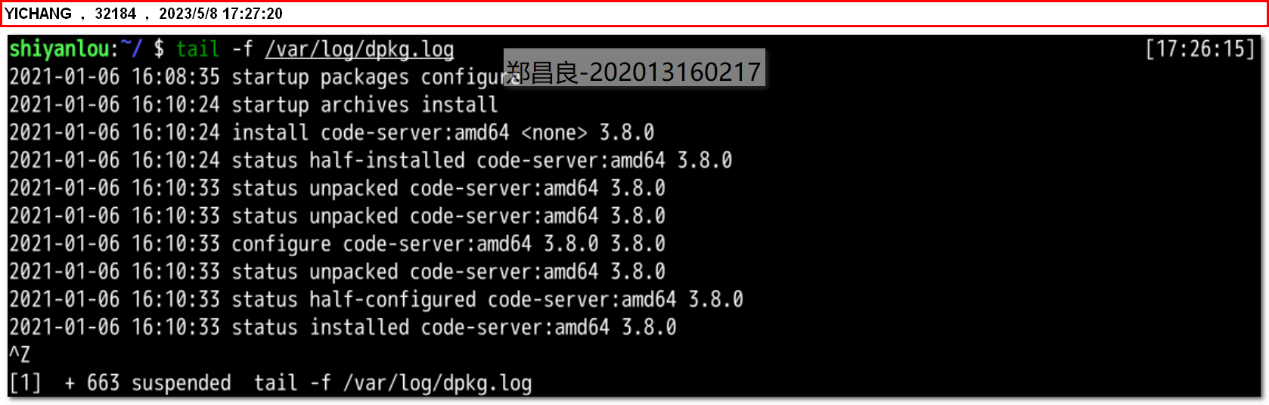 YICHANG , 32184 , 2023/5/8 17:27:20
shiyanlou:~/ $ tail -f /var/log/dpkg.log [17:26:15]
郑昌良-202013160217
2021-01-06 16:08:35 startup packages configure
2021-01-06 16:10:24 startup archives install
2021-01-06 16:10:24 install code-server:amd64 <none> 3.8.0
2021-01-06 16:10:24 status half-installed code-server:amd64 3.8.0
2021-01-06 16:10:33 status unpacked code-server:amd64 3.8.0
2021-01-06 16:10:33 status unpacked code-server:amd64 3.8.0
2021-01-06 16:10:33 configure code-server:amd64 3.8.0 3.8.0
2021-01-06 16:10:33 status unpacked code-server:amd64 3.8.0
2021-01-06 16:10:33 status half-configured code-server:amd64 3.8.0
2021-01-06 16:10:33 status installed code-server:amd64 3.8.0
^Z
[1]  + 663 suspended  tail -f /var/log/dpkg.log